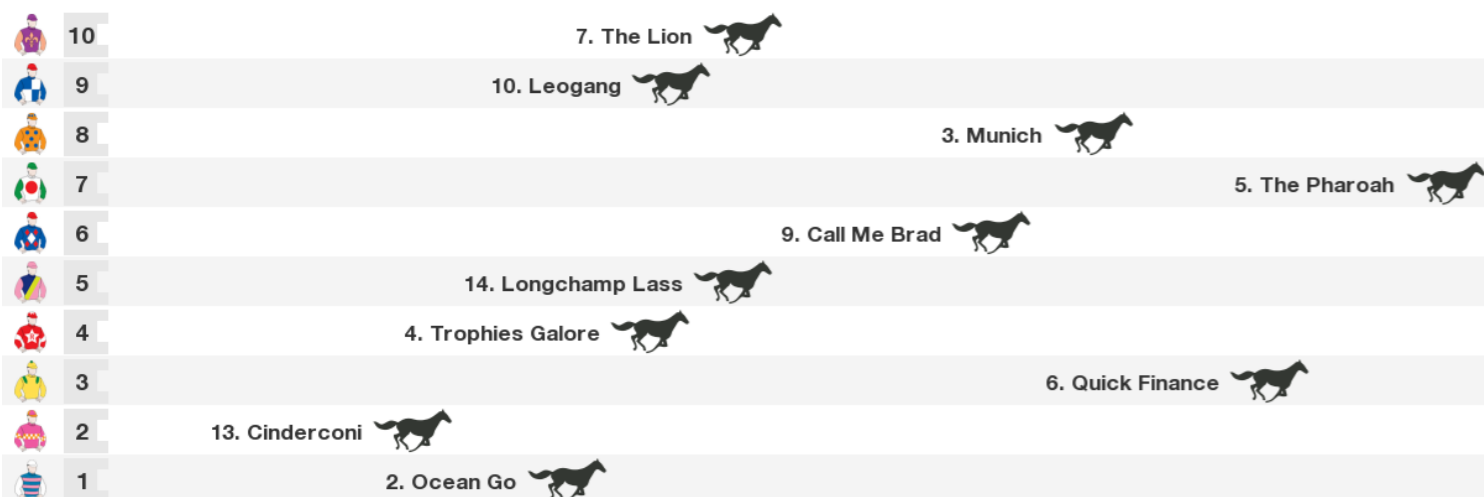 10 7. The Lion
9 10. Leogang
8 3. Munich
7 5. The Pharoah
6 9. Call Me Brad
5 14. Longchamp Lass
4 4. Trophies Galore
3 6. Quick Finance
2 13. Cinderconi
1 2. Ocean Go